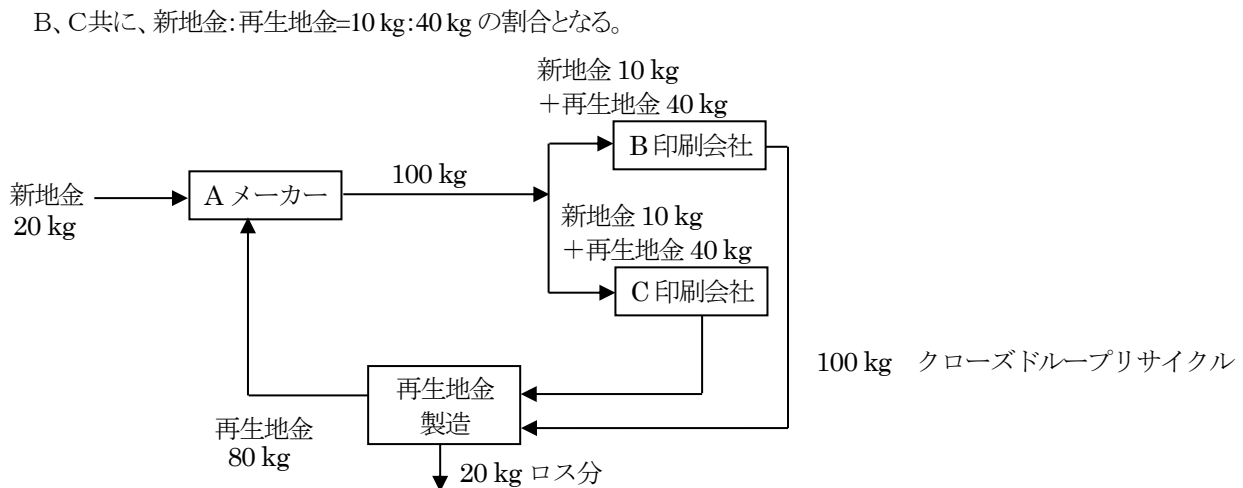 B、C共に、新地金:再生地金=10 kg:40 kg の割合となる。
新地金 10 kg
+再生地金 40 kg
B 印刷会社
100 kg
新地金
20 kg
A メーカー
新地金 10 kg
+再生地金 40 kg
C 印刷会社
100 kg クローズドループリサイクル
再生地金
製造
再生地金
80 kg
20 kg ロス分